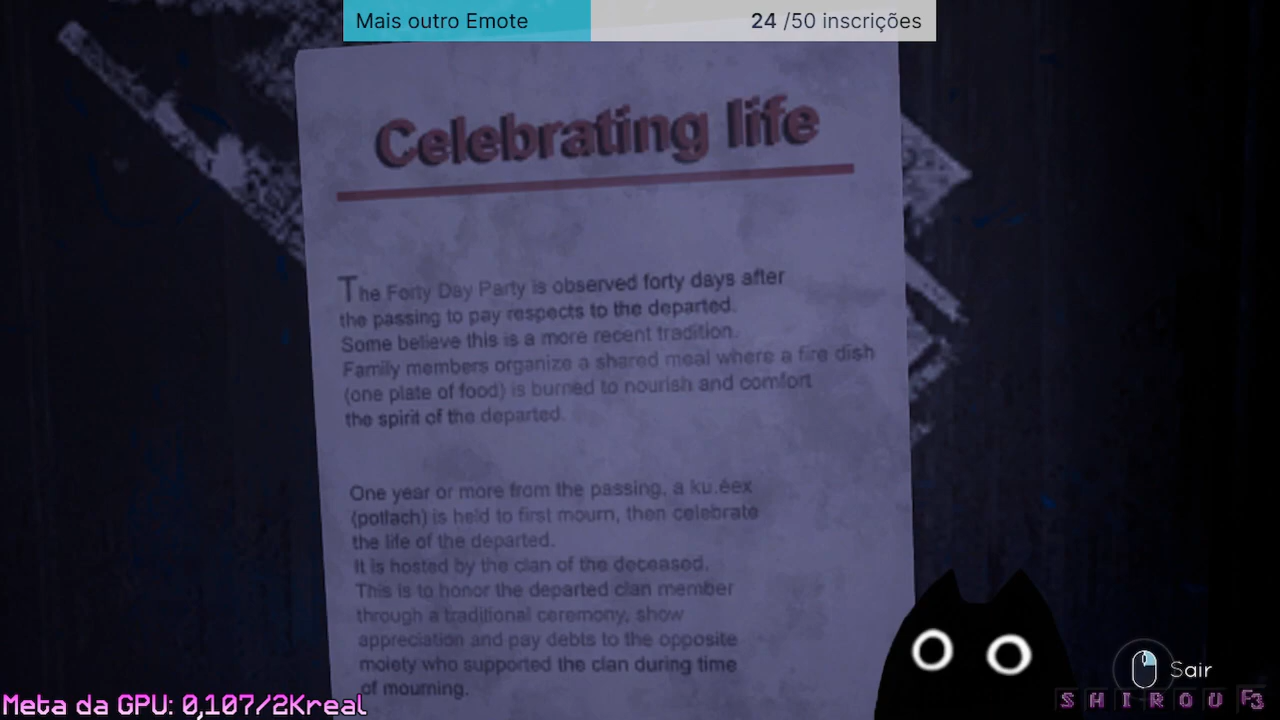 Mais outro Emote
24 /50 inscrições
Celebrating life
The Forty Day Party is observed forty days after
the passing to pay respects to the departed.
Some believe this is a more recent tradition.
Family members organize a shared meal where a fire dish
(one plate of food) is burned to nourish and comfort
the spirit of the departed.
One year or more from the passing, a ku.éex
(potlach) is held to first mourn, then celebrate
the life of the departed.
It is hosted by the clan of the deceased.
This is to honor the departed clan member
through a traditional ceremony, show
appreciation and pay debts to the opposite
moiety who supported the clan during time
of mourning.
Sair
Meta da GPU: 0,107/2Kreal
SHIROU F3